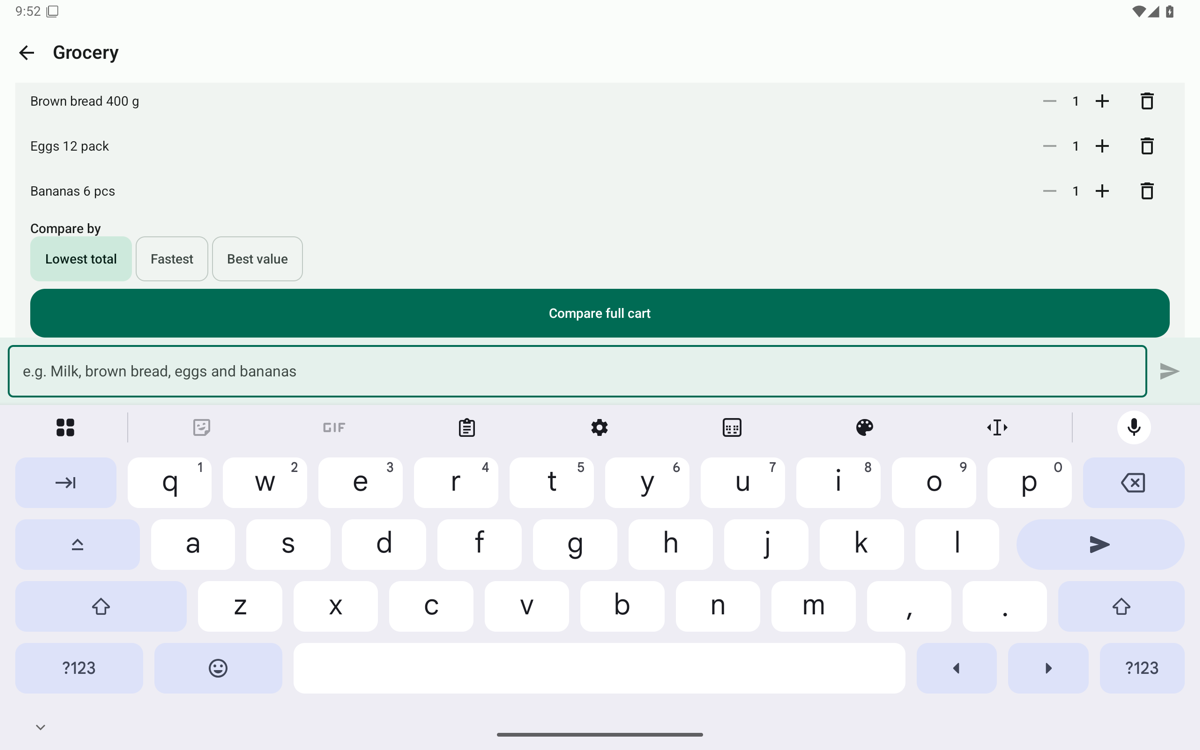 9:52
Grocery
Brown bread 400 g 1
Eggs 12 pack 1
Bananas 6 pcs 1
Compare by
Lowest total Fastest Best value
Compare full cart
e.g. Milk, brown bread, eggs and bananas
GIF
q 1 w 2 e 3 r 4 t 5 y 6 u 7 i 8 o 9 p 0
a s d f g h j k l
z x c v b n m , .
?123 ?123